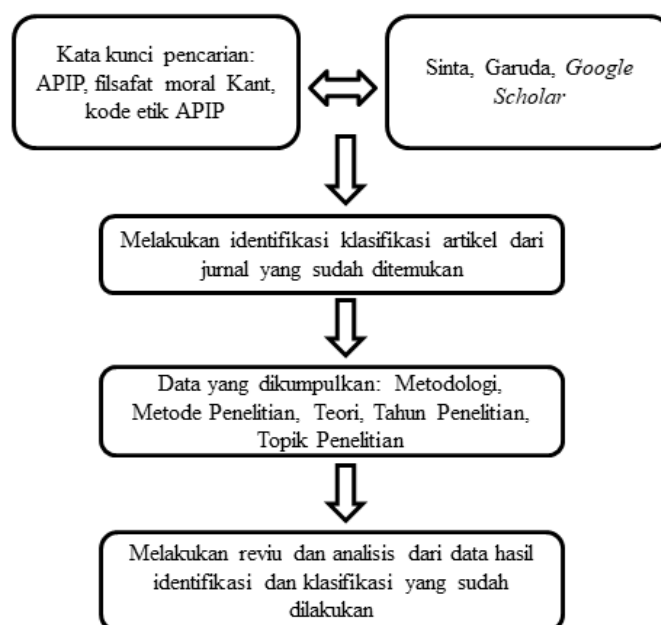 Kata kunci pencarian:
APIP, filsafat moral Kant,
kode etik APIP
Sinta, Garuda, Google
Scholar
Melakukan identifikasi klasifikasi artikel dari
jurnal yang sudah ditemukan
Data yang dikumpulkan: Metodologi,
Metode Penelitian, Teori, Tahun Penelitian,
Topik Penelitian
Melakukan reviu dan analisis dari data hasil
identifikasi dan klasifikasi yang sudah
dilakukan